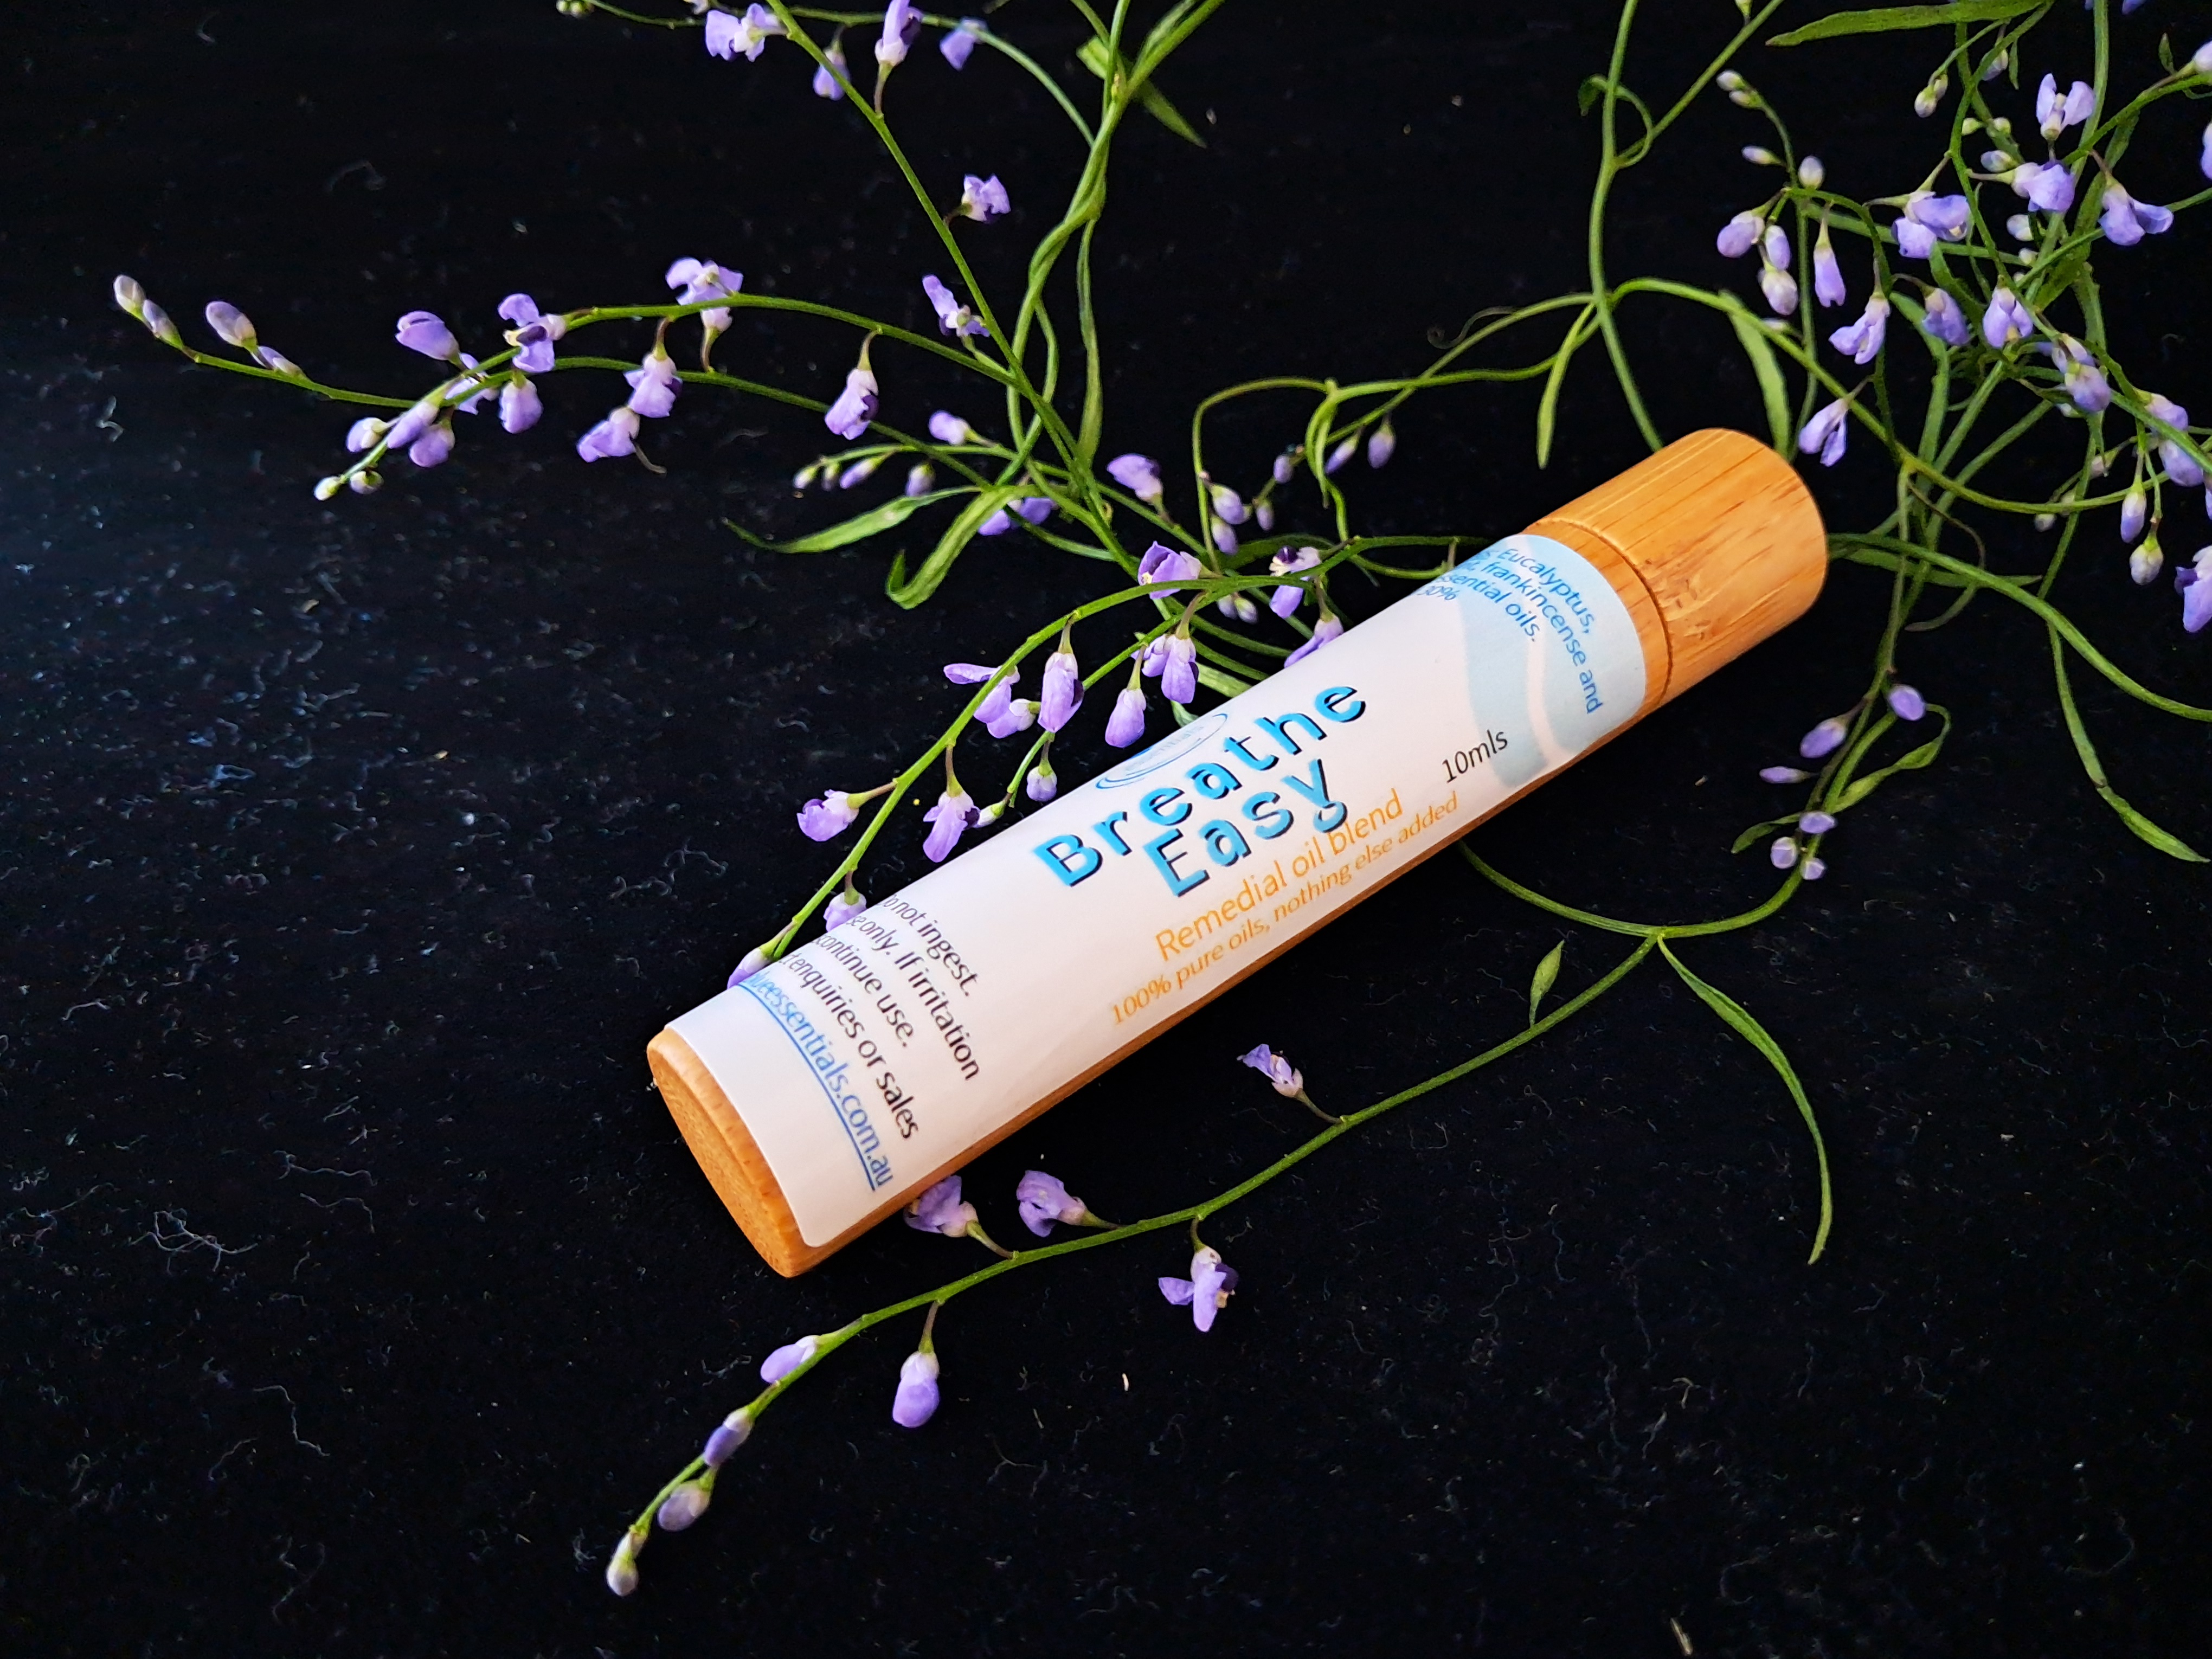 Breathe
Easy
Remedial oil blend
100% pure oils, nothing else added
10mls
Eucalyptus,
frankincense and
essential oils.
not ingest.
only. If irritation
continue use.
enquiries or sales
essentials.com.au